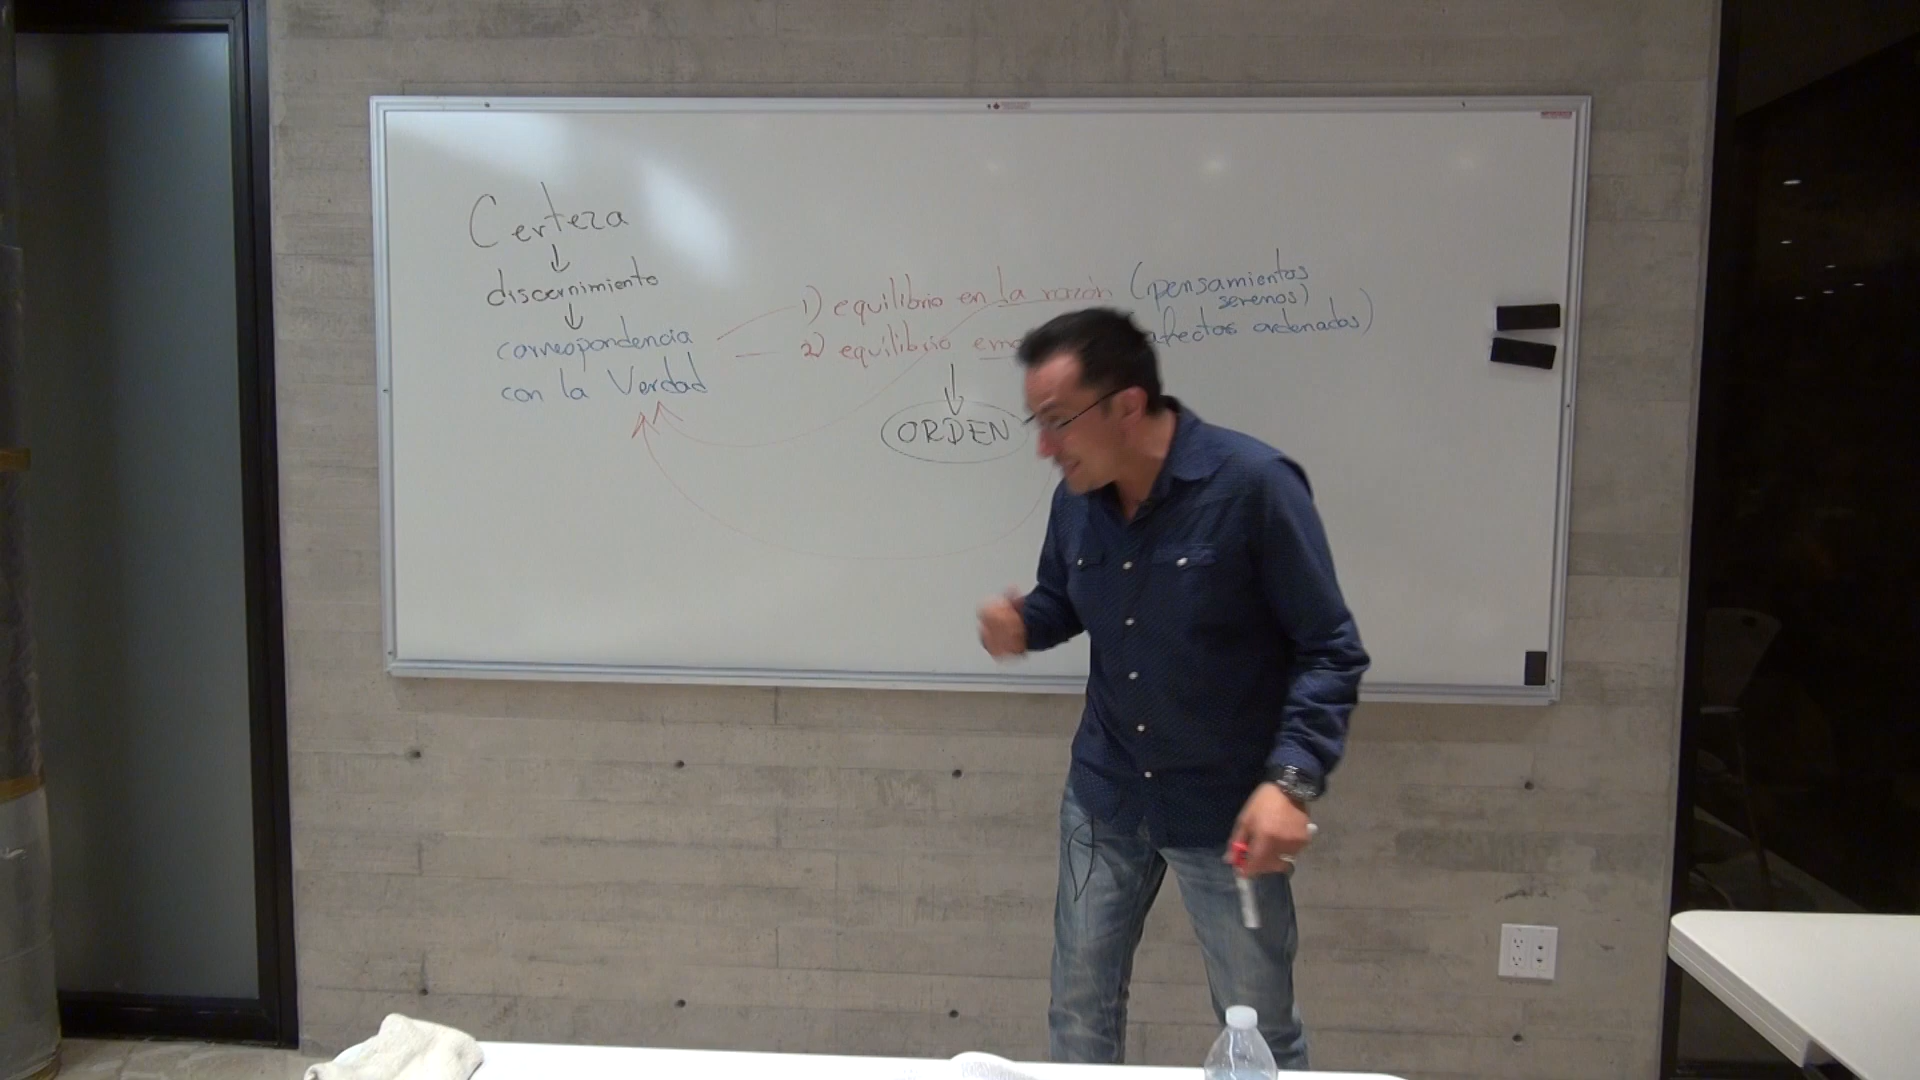 Certeza
discernimiento
correspondencia
con la Verdad
1) equilibrio en la razón (pensamientos
serenos)
2) equilibrio afectos ordenados)
ORDEN